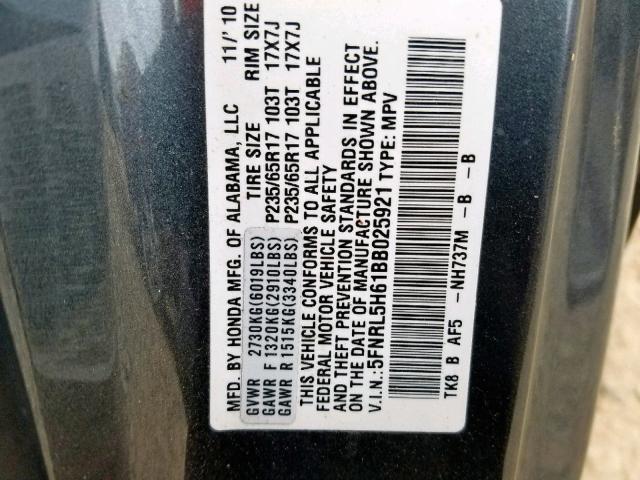 MFD. BY HONDA MFG. OF ALABAMA, LLC 11/'10
GVWR 2730KG(6019LBS) TIRE SIZE RIM SIZE
GAWR F 1320KG(2910LBS) P235/65R17 103T 17X7J
GAWR R 1515KG(3340LBS) P235/65R17 103T 17X7J
THIS VEHICLE CONFORMS TO ALL APPLICABLE
FEDERAL MOTOR VEHICLE SAFETY
AND THEFT PREVENTION STANDARDS IN EFFECT
ON THE DATE OF MANUFACTURE SHOWN ABOVE.
V.I.N.:5FNRL5H61BB025921 TYPE: MPV
TK8 B AF5 -NH737M -B -B